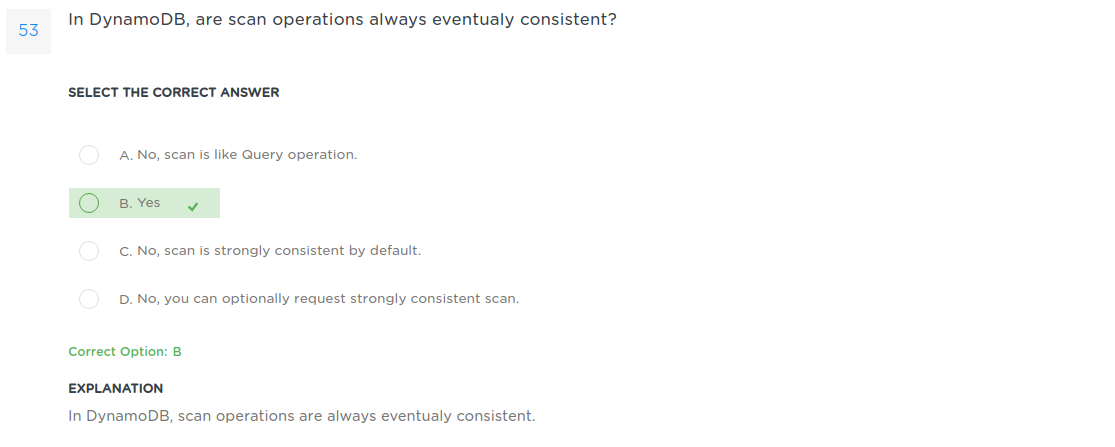 53
In DynamoDB, are scan operations always eventualy consistent?
SELECT THE CORRECT ANSWER
A. No, scan is like Query operation.
B. Yes
C. No, scan is strongly consistent by default.
D. No, you can optionally request strongly consistent scan.
Correct Option: B
EXPLANATION
In DynamoDB, scan operations are always eventualy consistent.